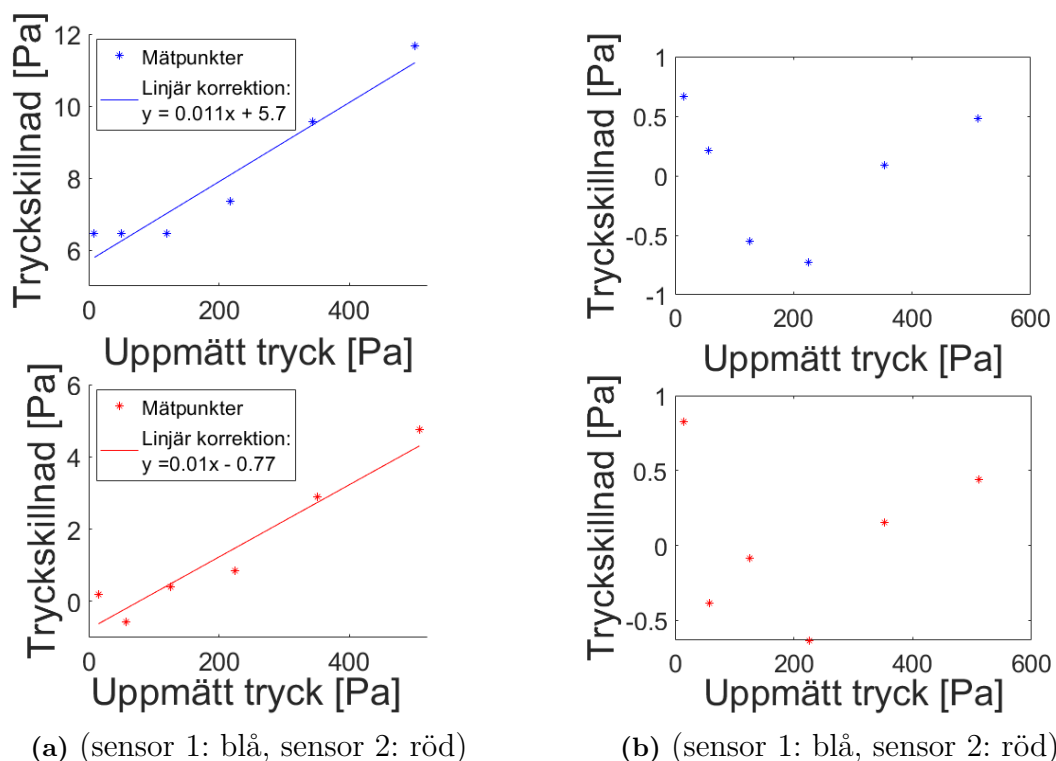 Tryckskillnad [Pa]
12
10
8
6
Mätpunkter
Linjär korrektion:
y = 0.011x + 5.7
0
200
400
Uppmätt tryck [Pa]
Tryckskillnad [Pa]
1
0.5
0
-0.5
-1
0
200
400
600
Uppmätt tryck [Pa]
Tryckskillnad [Pa]
6
4
2
0
Mätpunkter
Linjär korrektion:
y =0.01x - 0.77
0
200
400
Uppmätt tryck [Pa]
Tryckskillnad [Pa]
1
0.5
0
-0.5
0
200
400
600
Uppmätt tryck [Pa]
(a) (sensor 1: blå, sensor 2: röd)
(b) (sensor 1: blå, sensor 2: röd)